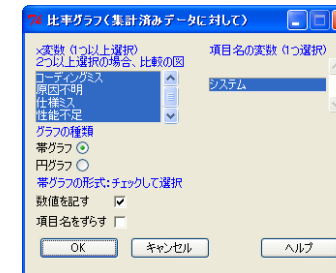 比率グラフ(集計済みデータに対して)
x変数 (1つ以上選択)
2つ以上選択の場合、比較の図
項目名の変数 (1つ選択)
コーディングミス
原因不明
仕様ミス
性能不足
システム
グラフの種類
帯グラフ
円グラフ
帯グラフの形式:チェックして選択
数値を記す
項目名をずらす
OK
キャンセル
ヘルプ